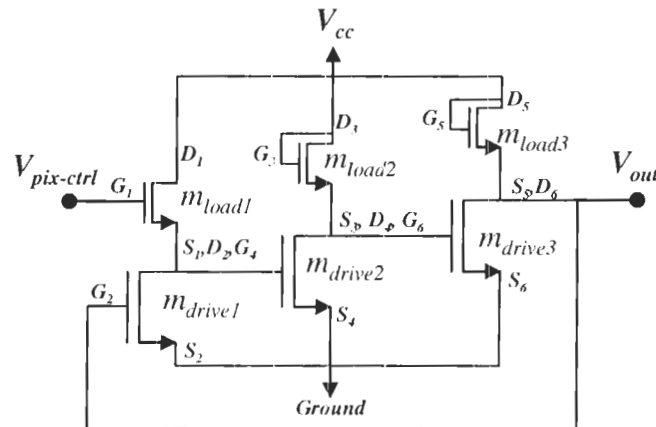 V_cc
D_5
G_5
D_3
m_load3
G_3
V_pix-ctrl
D_1
m_load2
V_out
G_1
m_load1
S_5, D_6
S_3, D_4, G_6
m_drive3
S_1, D_2, G_4
m_drive2
G_2
S_6
m_drive1
S_4
S_2
Ground